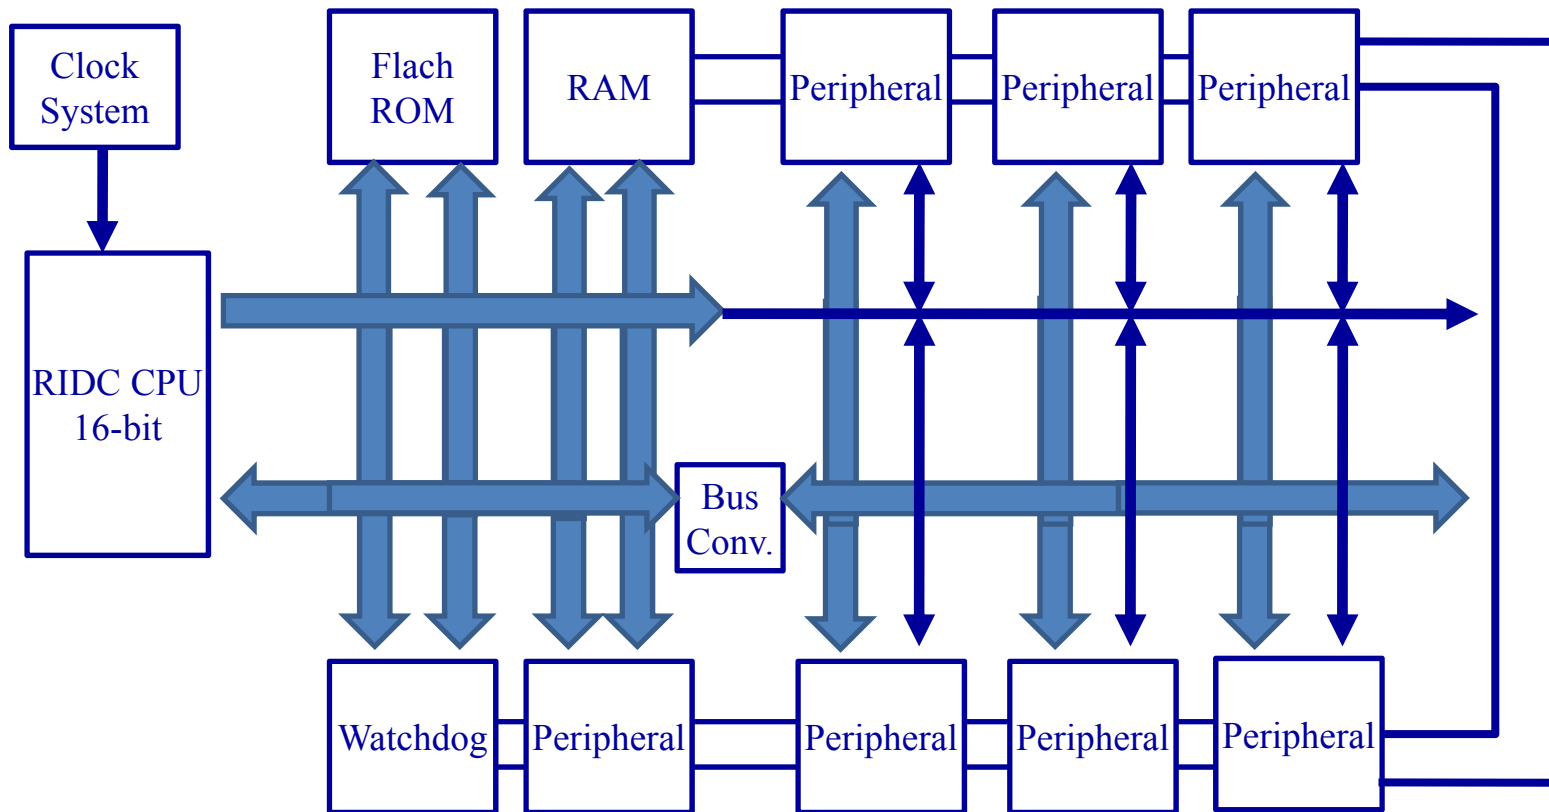 Clock
System
Flach
ROM
RAM
Peripheral
Peripheral
Peripheral
RIDC CPU
16-bit
Bus
Conv.
Watchdog
Peripheral
Peripheral
Peripheral
Peripheral